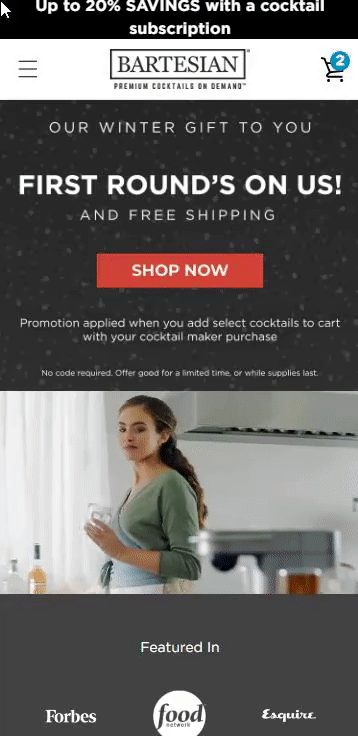 Up to 20% SAVINGS with a cocktail
subscription
2
BARTESIAN
PREMIUM COCKTAILS ON DEMAND™
OUR WINTER GIFT TO YOU
FIRST ROUND'S ON US!
AND FREE SHIPPING
SHOP NOW
Promotion applied when you add select cocktails to cart
with your cocktail maker purchase
No code required. Offer good for a limited time, or while supplies last.
Featured In
Forbes
food
network
Esquire